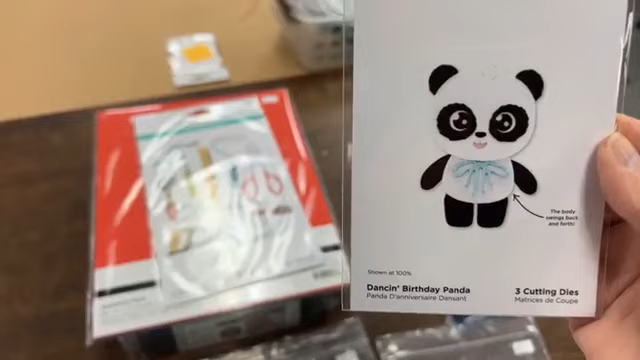 The body
swings back
and forth!
Shown at 100%
Dancin' Birthday Panda
Panda D'anniversaire Dansant
3 Cutting Dies
Matrices de Coupe